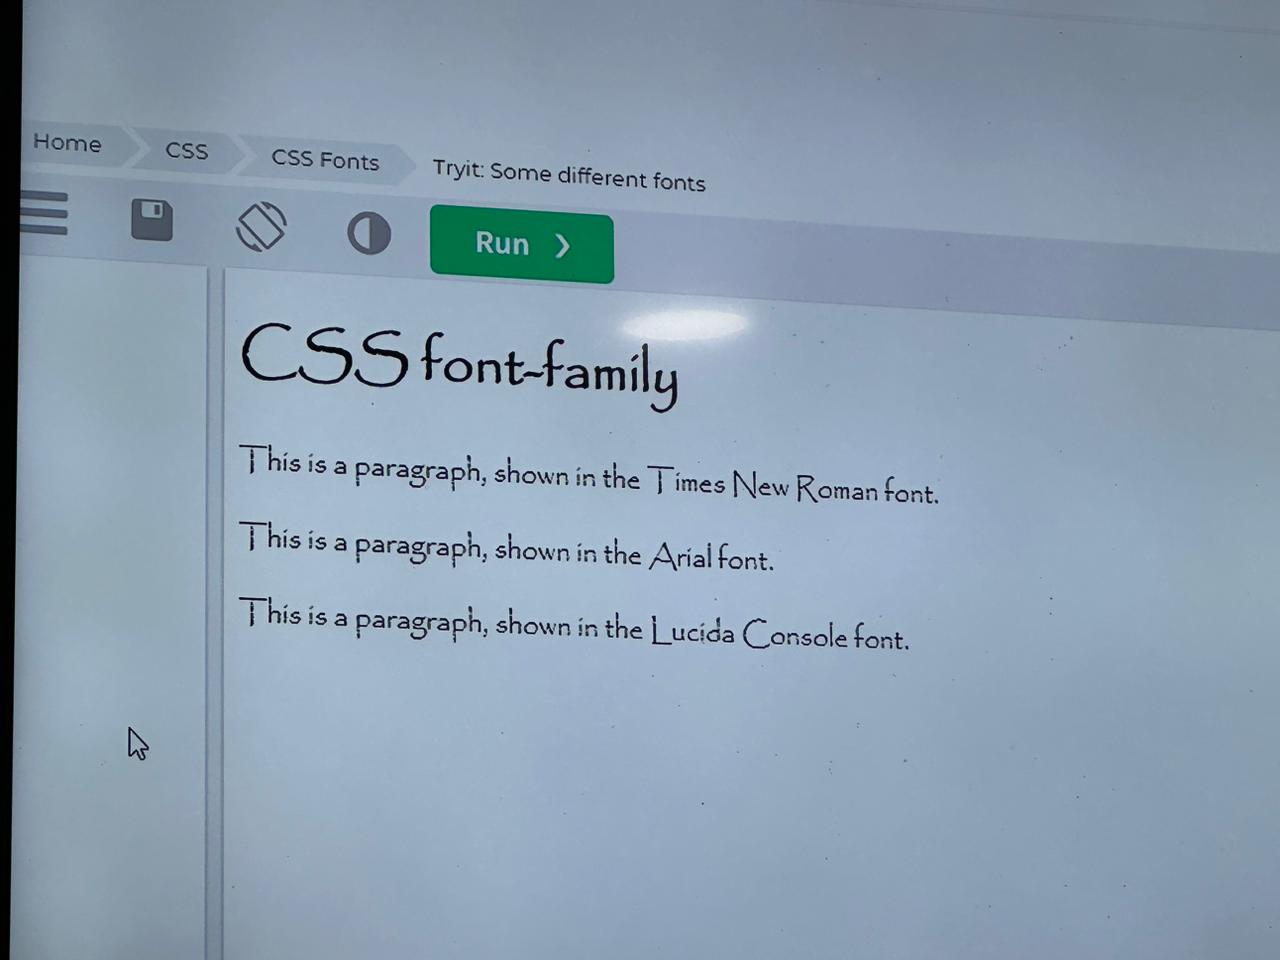 Home CSS CSS Fonts Tryit: Some different fonts
Run
CSS font-family
This is a paragraph, shown in the Times New Roman font.
This is a paragraph, shown in the Arial font.
This is a paragraph, shown in the Lucida Console font.